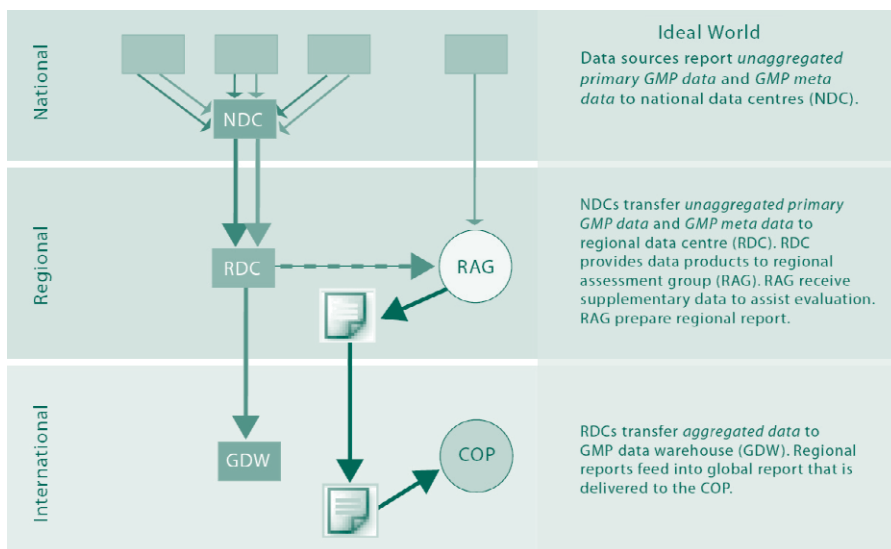 National
NDC
Ideal World
Data sources report unaggregated
primary GMP data and GMP meta
data to national data centres (NDC).
Regional
RDC
RAG
NDCs transfer unaggregated primary
GMP data and GMP meta data to
regional data centre (RDC). RDC
provides data products to regional
assessment group (RAG). RAG receive
supplementary data to assist evaluation.
RAG prepare regional report.
International
GDW
COP
RDCs transfer aggregated data to
GMP data warehouse (GDW). Regional
reports feed into global report that is
delivered to the COP.